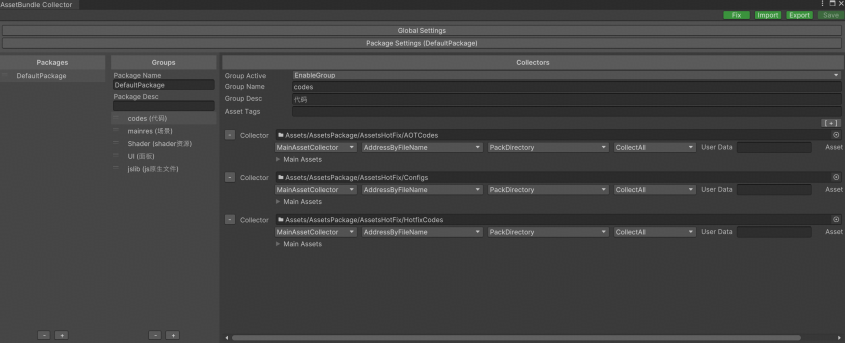 AssetBundle Collector
Fix Import Export Save
Global Settings
Package Settings (DefaultPackage)
Packages
DefaultPackage
Groups
Package Name
DefaultPackage
Package Desc
codes (代码)
mainres (场景)
Shader (shader资源)
UI (面板)
jslib (js原生文件)
Collectors
Group Active EnableGroup
Group Name codes
Group Desc 代码
Asset Tags
[ + ]
- Collector Assets/AssetsPackage/AssetsHotFix/AOTCodes
MainAssetCollector AddressByFileName PackDirectory CollectAll User Data Asset
Main Assets
- Collector Assets/AssetsPackage/AssetsHotFix/Configs
MainAssetCollector AddressByFileName PackDirectory CollectAll User Data Asset
Main Assets
- Collector Assets/AssetsPackage/AssetsHotFix/HotfixCodes
MainAssetCollector AddressByFileName PackDirectory CollectAll User Data Asset
Main Assets
- + - +